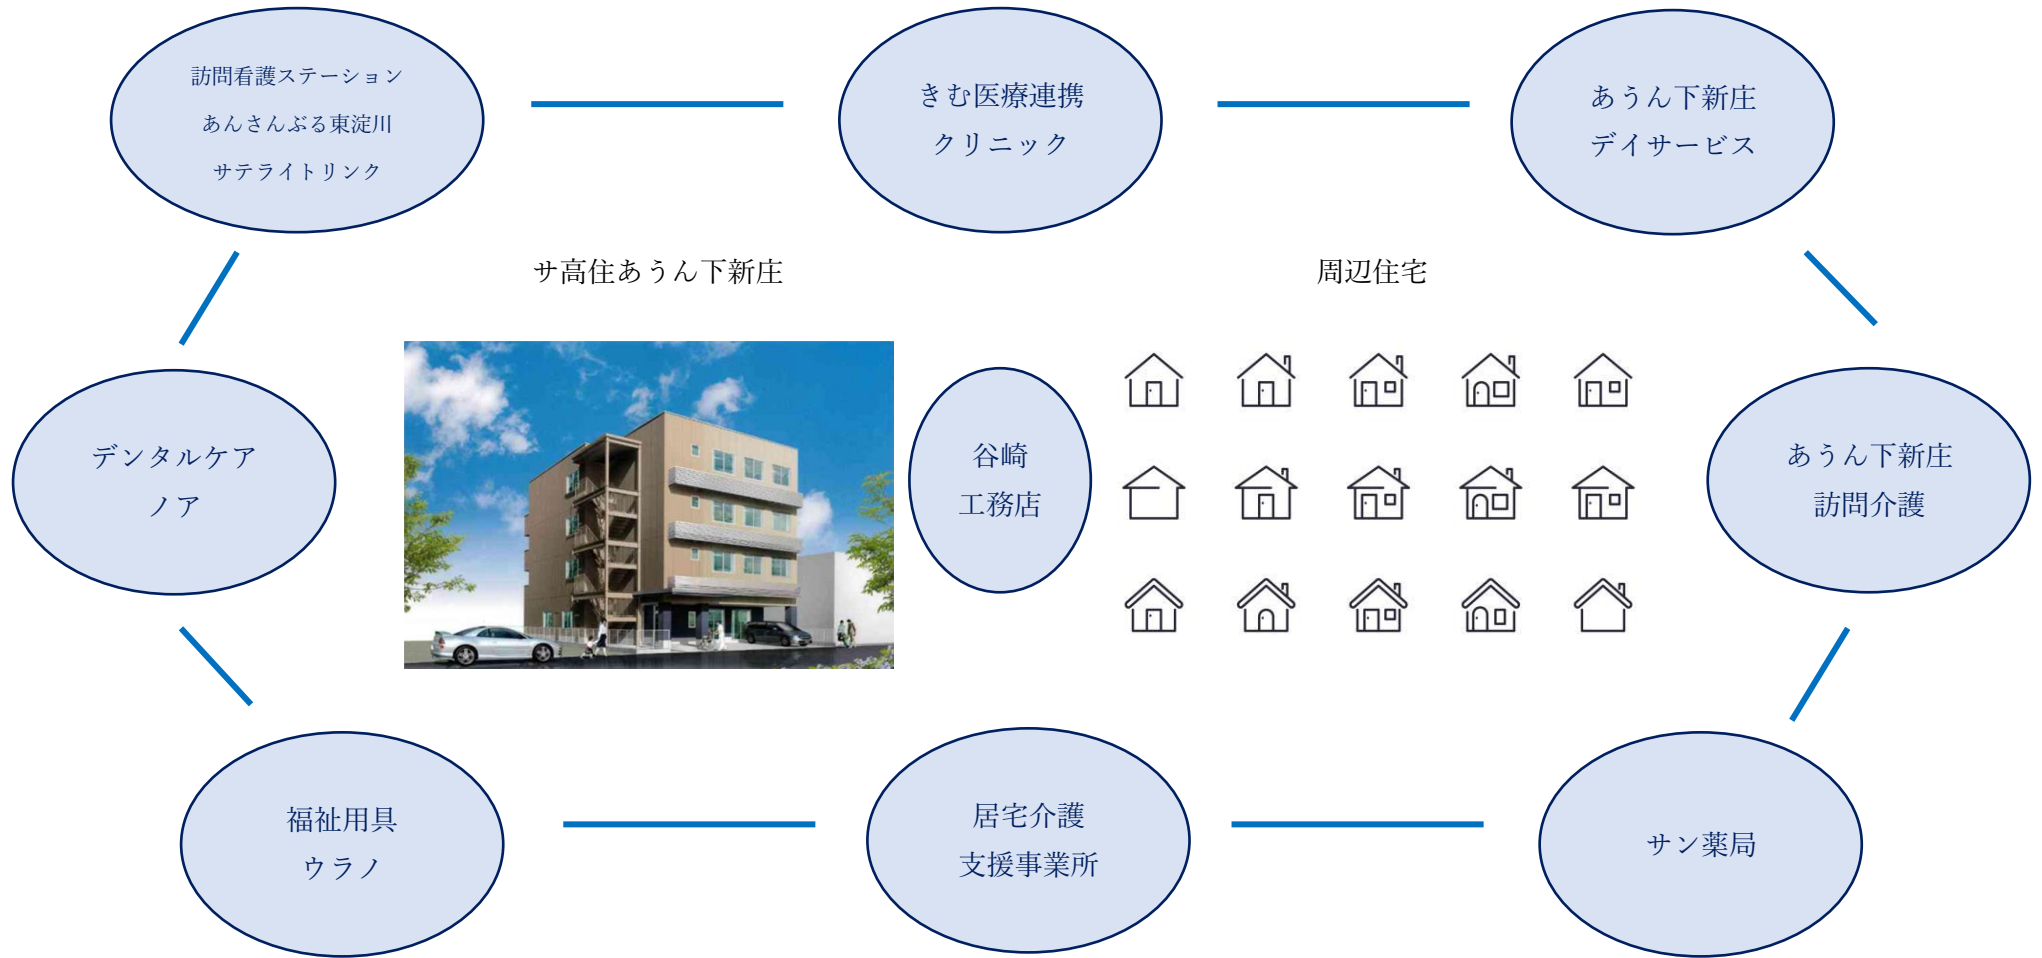 訪問看護ステーション
あんさんぶる東淀川
サテライトリンク
きむ医療連携
クリニック
あうん下新庄
デイサービス
サ高住あうん下新庄
周辺住宅
デンタルケア
ノア
谷崎
工務店
あうん下新庄
訪問介護
福祉用具
ウラノ
居宅介護
支援事業所
サン薬局